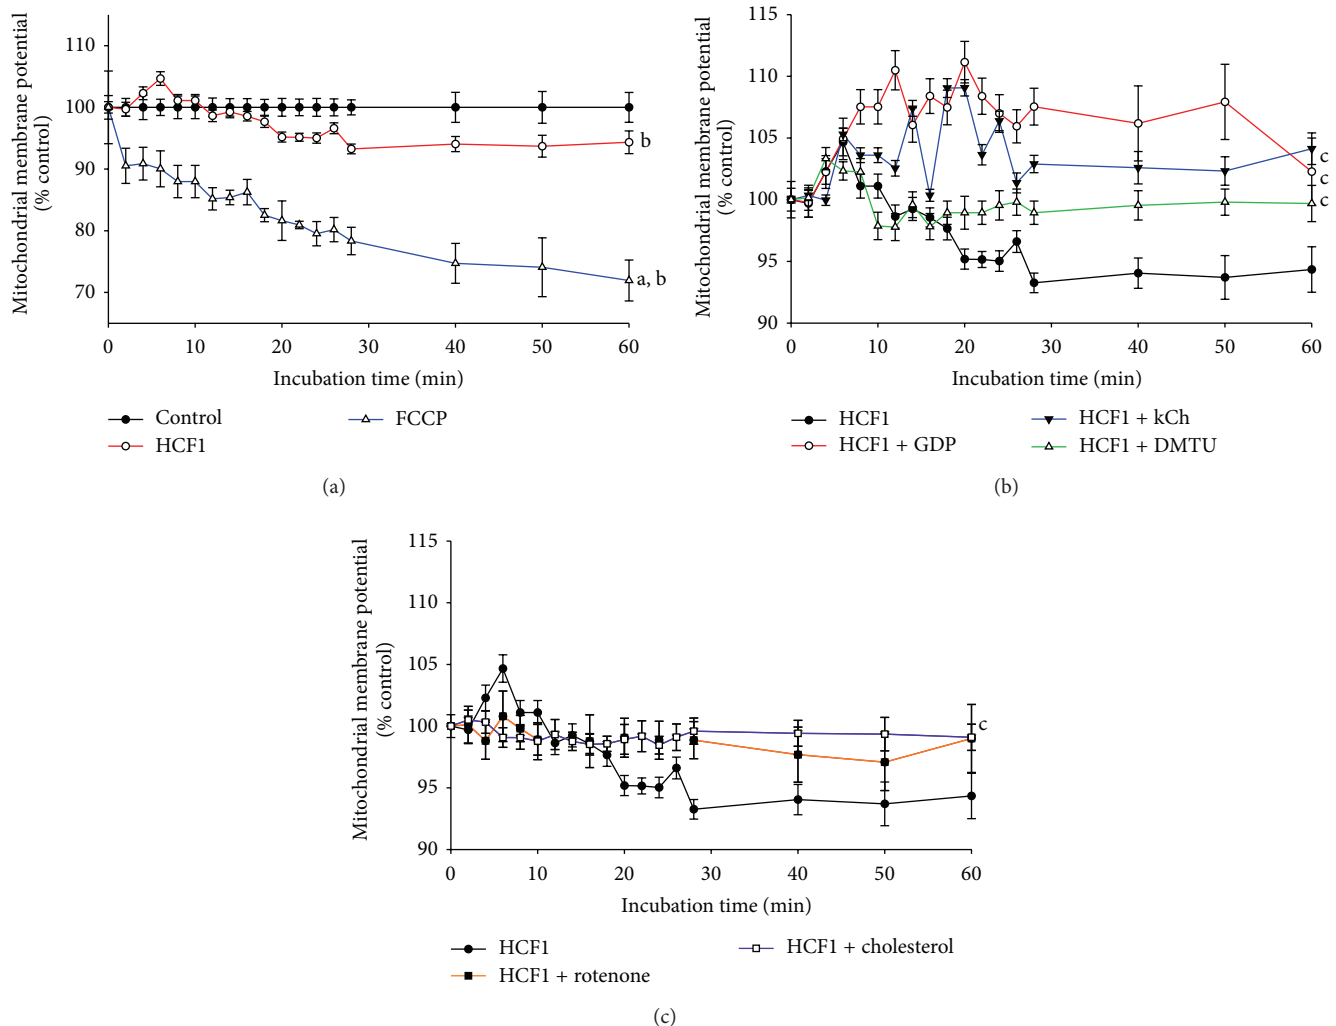 Mitochondrial membrane potential
(% control)
110
100
90
80
70
b
a, b
0
10
20
30
40
50
60
Incubation time (min)
Control
HCF1
FCCP
(a)
Mitochondrial membrane potential
(% control)
115
110
105
100
95
90
c
c
c
0
10
20
30
40
50
60
Incubation time (min)
HCF1
HCF1 + GDP
HCF1 + kCh
HCF1 + DMTU
(b)
Mitochondrial membrane potential
(% control)
115
110
105
100
95
90
c
0
10
20
30
40
50
60
Incubation time (min)
HCF1
HCF1 + rotenone
HCF1 + cholesterol
(c)